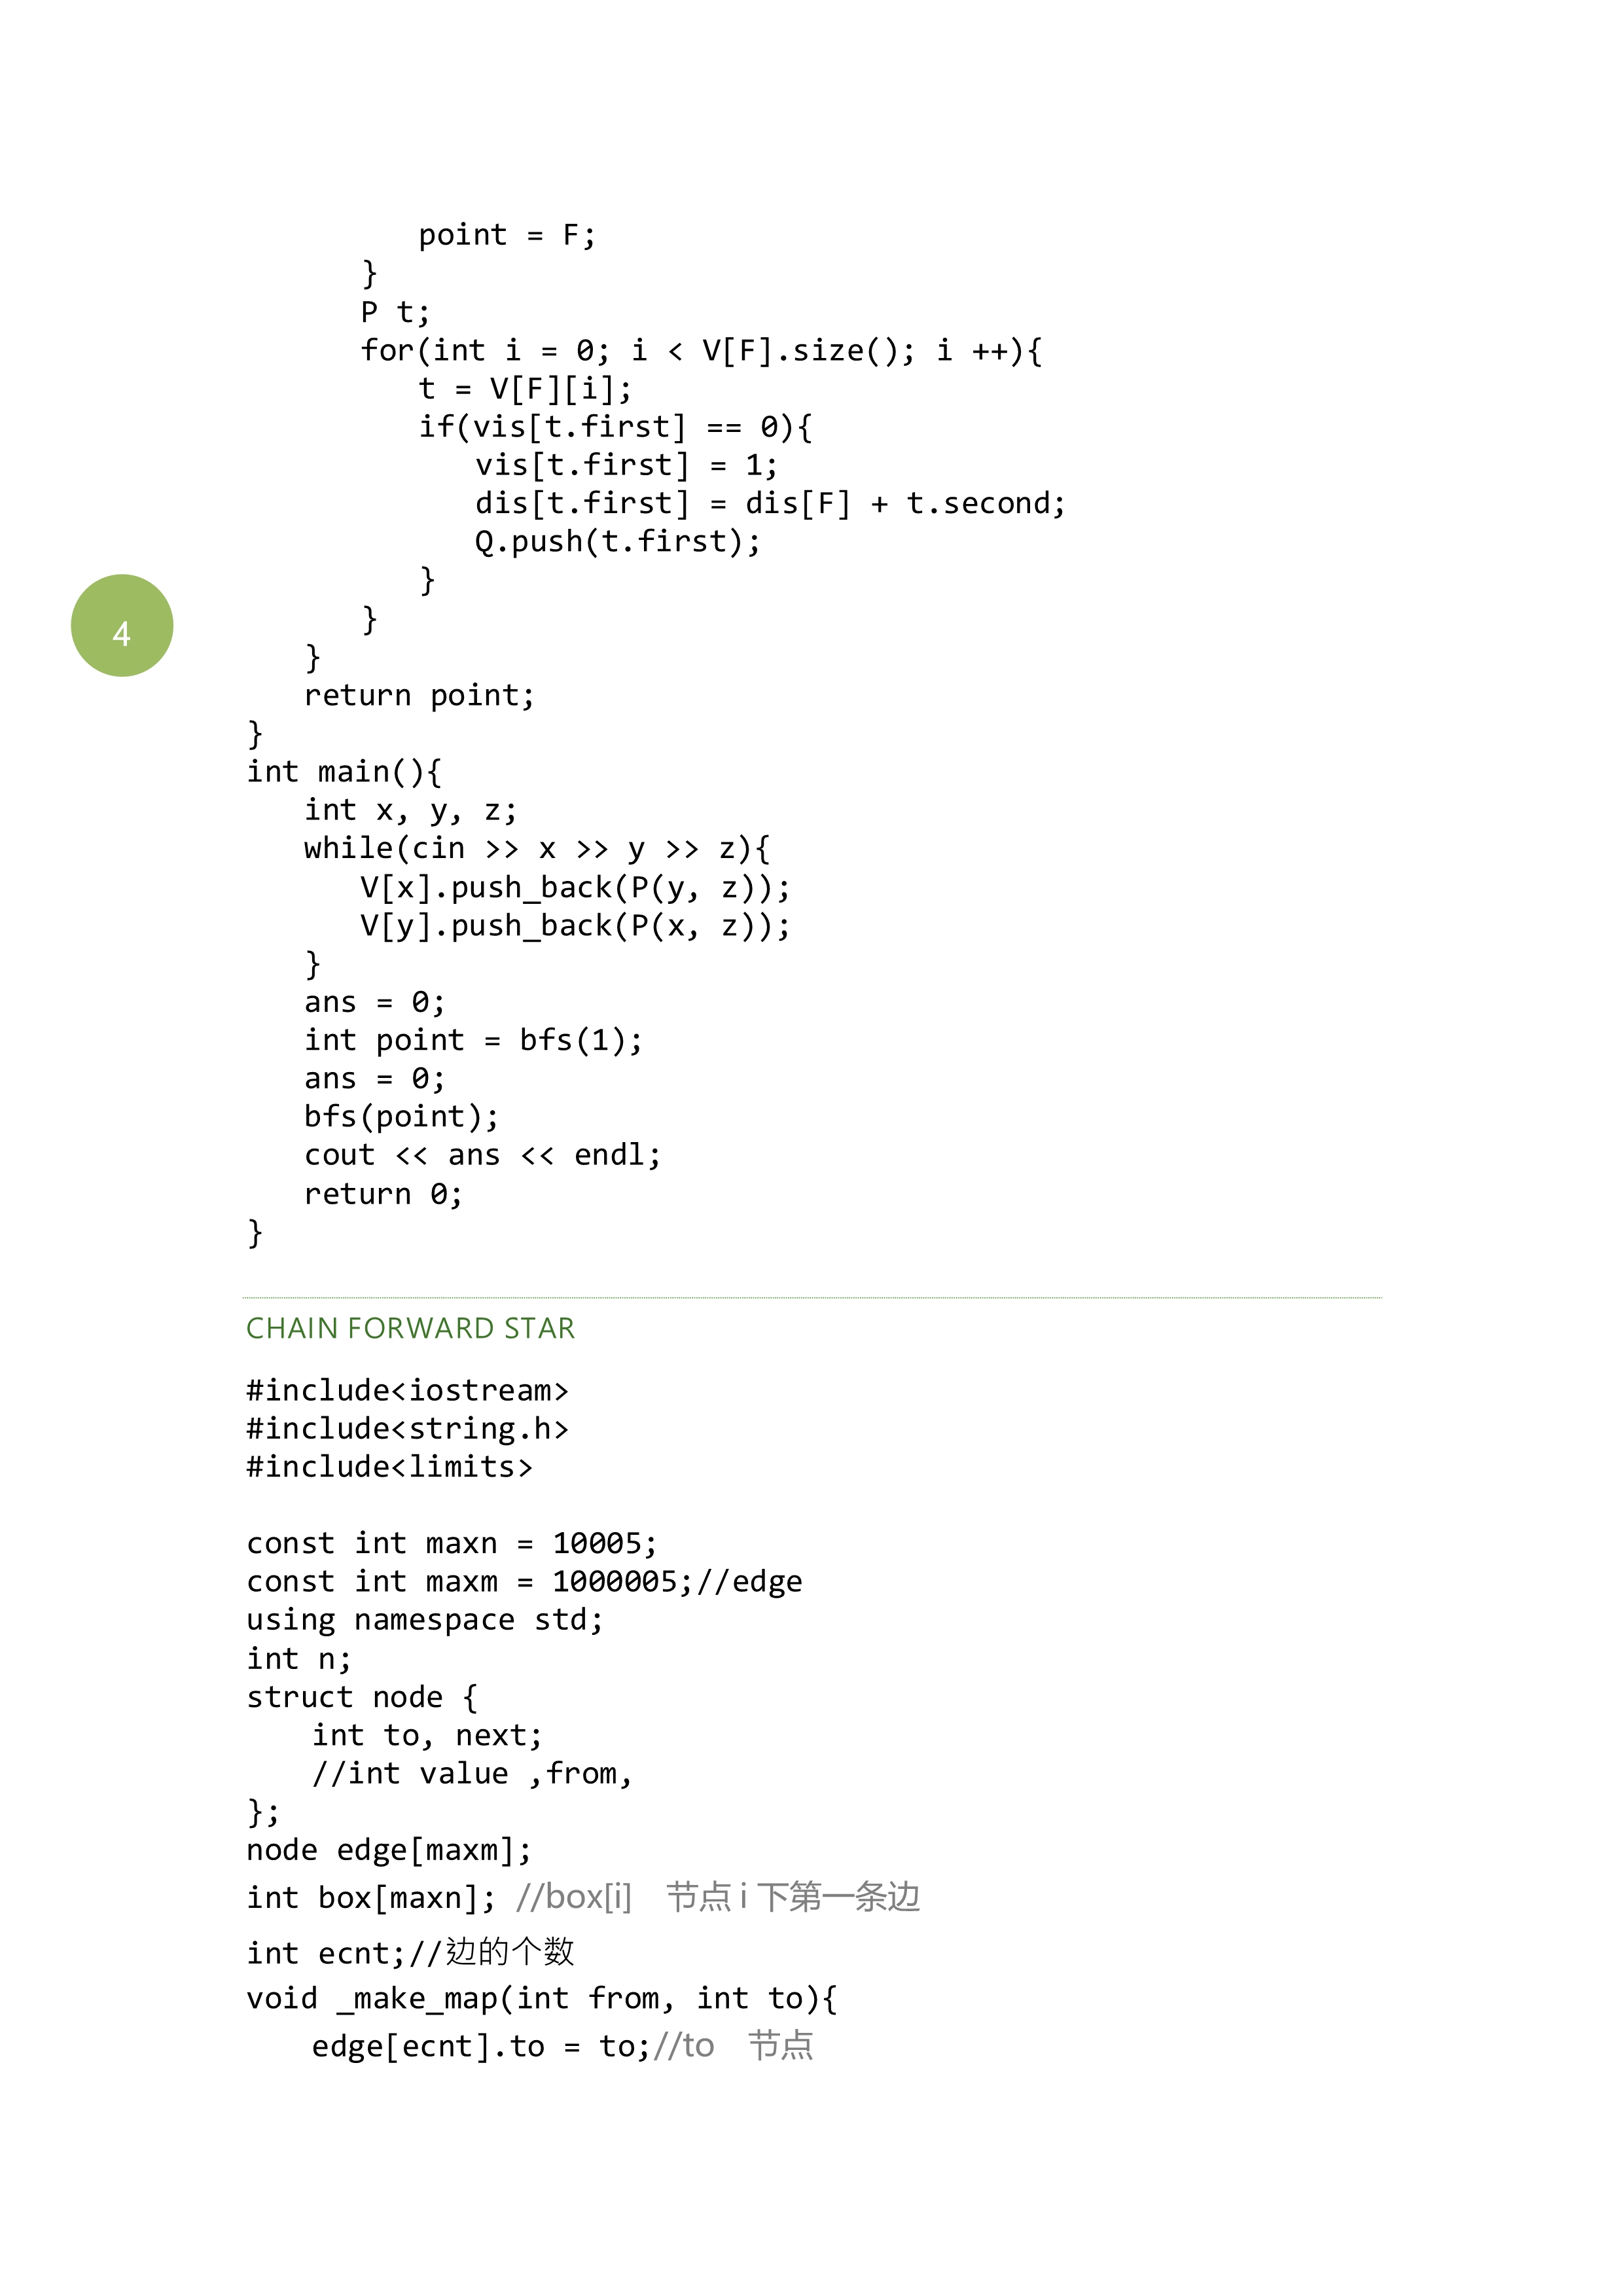 point = F;
        }
        P t;
        for(int i = 0; i < V[F].size(); i ++){
            t = V[F][i];
            if(vis[t.first] == 0){
                vis[t.first] = 1;
                dis[t.first] = dis[F] + t.second;
                Q.push(t.first);
            }
        }
4
    }
    return point;
}
int main(){
    int x, y, z;
    while(cin >> x >> y >> z){
        V[x].push_back(P(y, z));
        V[y].push_back(P(x, z));
    }
    ans = 0;
    int point = bfs(1);
    ans = 0;
    bfs(point);
    cout << ans << endl;
    return 0;
}
CHAIN FORWARD STAR
#include<iostream>
#include<string.h>
#include<limits>
const int maxn = 10005;
const int maxm = 1000005;//edge
using namespace std;
int n;
struct node {
    int to, next;
    //int value ,from,
};
node edge[maxm];
int box[maxn]; //box[i]  节点 i 下第一条边
int ecnt;//边的个数
void _make_map(int from, int to){
    edge[ecnt].to = to;//to  节点